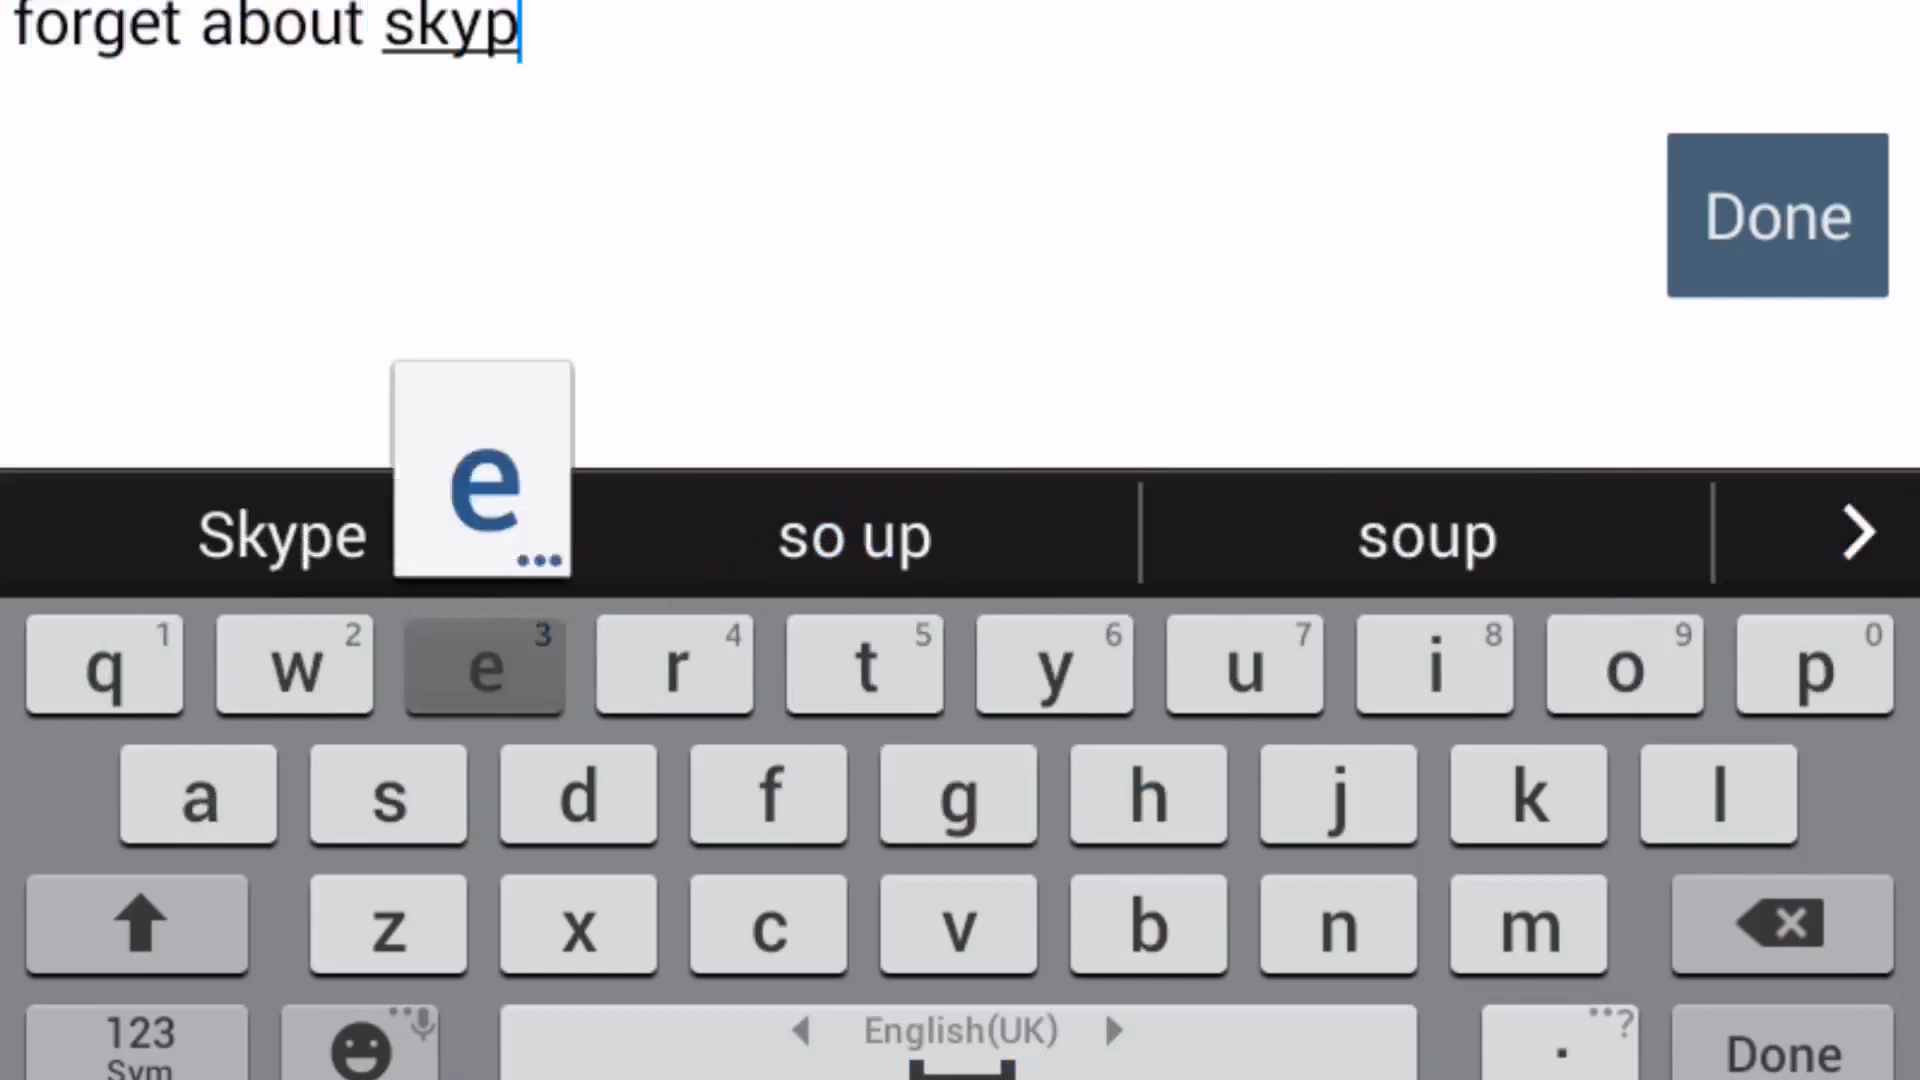 forget about skyp
Done
e
Skype so up soup
q 1 w 2 e 3 r 4 t 5 y 6 u 7 i 8 o 9 p 0
a s d f g h j k l
z x c v b n m
123 English(UK) . ? Done
Sym